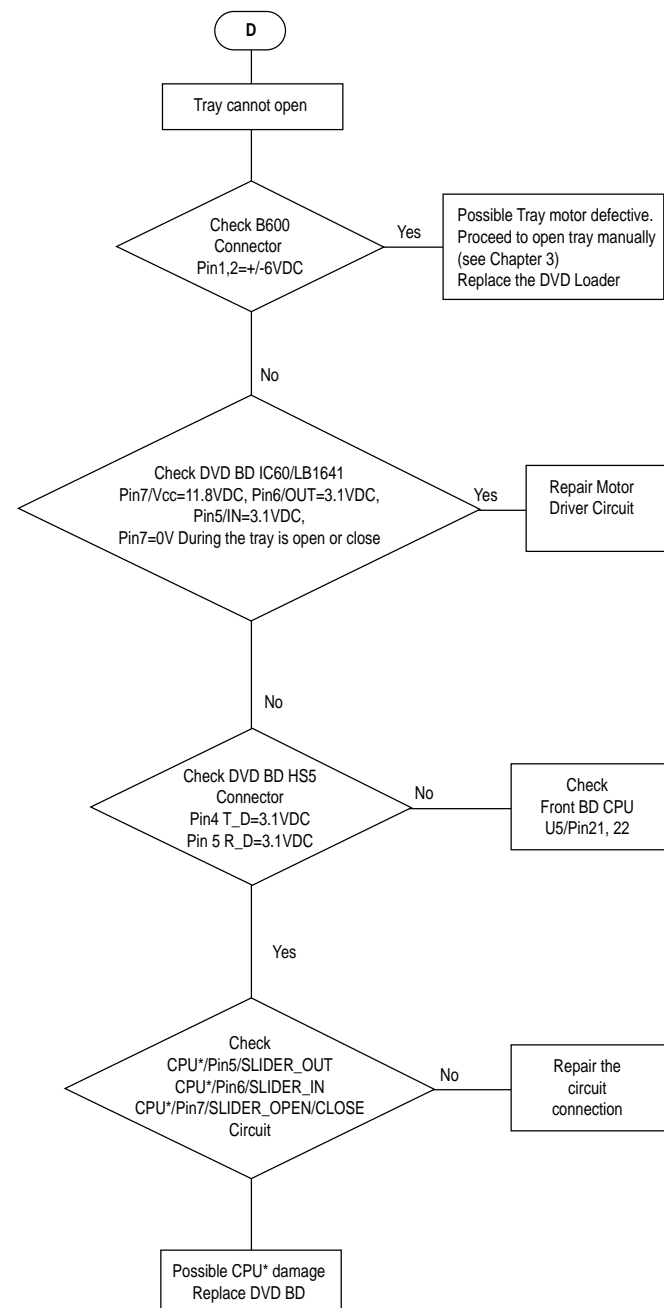 D
Tray cannot open
Check B600
Connector
Pin1,2=+/-6VDC
Yes
Possible Tray motor defective.
Proceed to open tray manually
(see Chapter 3)
Replace the DVD Loader
No
Check DVD BD IC60/LB1641
Pin7/Vcc=11.8VDC, Pin6/OUT=3.1VDC,
Pin5/IN=3.1VDC,
Pin7=0V During the tray is open or close
Yes
Repair Motor
Driver Circuit
No
Check DVD BD HS5
Connector
Pin4 T_D=3.1VDC
Pin 5 R_D=3.1VDC
No
Check
Front BD CPU
U5/Pin21, 22
Yes
Check
CPU*/Pin5/SLIDER_OUT
CPU*/Pin6/SLIDER_IN
CPU*/Pin7/SLIDER_OPEN/CLOSE
Circuit
No
Repair the
circuit
connection
Possible CPU* damage
Replace DVD BD